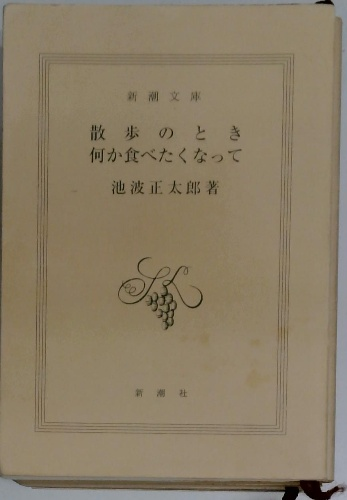 新潮文庫
散歩のとき
何か食べたくなって
池波正太郎著
新潮社